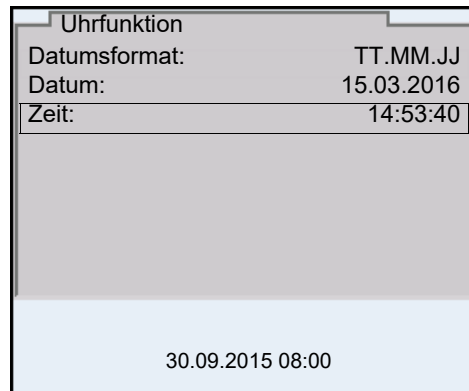 Uhrfunktion
Datumsformat: TT.MM.JJ
Datum: 15.03.2016
Zeit: 14:53:40
30.09.2015 08:00